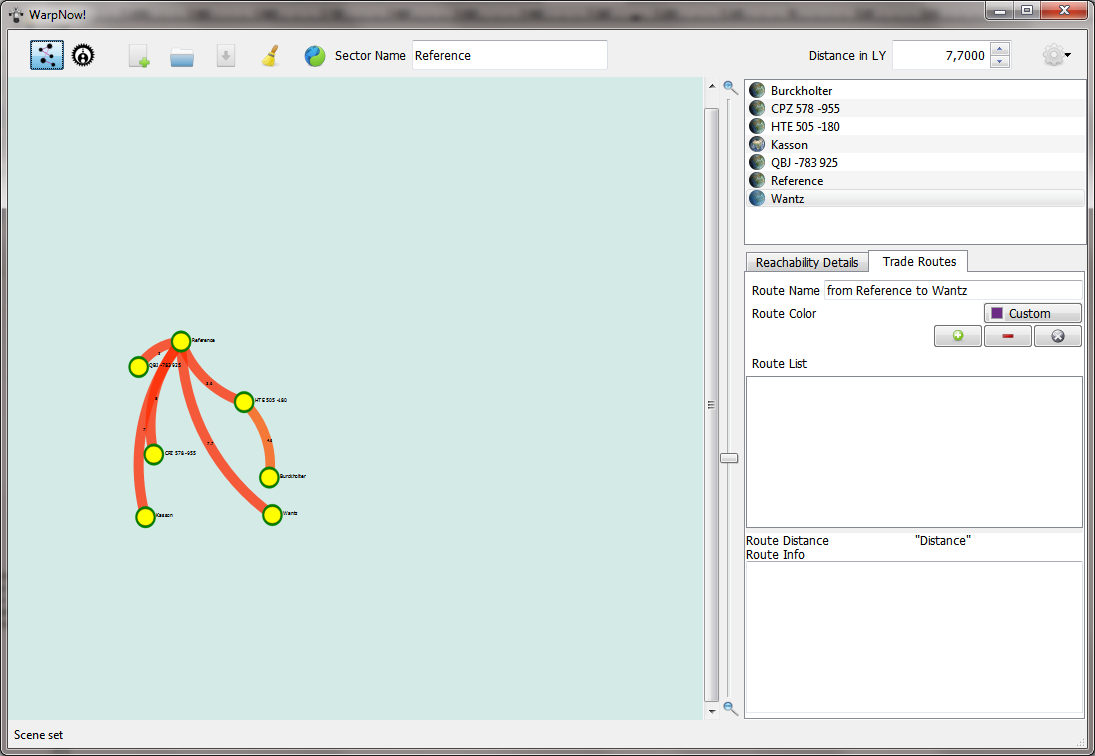 WarpNow!
Sector Name Reference
Distance in LY 7,7000
Burckholter
CPZ 578 -955
HTE 505 -180
Kasson
QBJ -783 925
Reference
Wantz
Reachability Details Trade Routes
Route Name from Reference to Wantz
Route Color Custom
Route List
Route Distance "Distance"
Route Info
Reference
QBJ -783 925
HTE 505 -180
CPZ 578 -955
7,7
Burckholter
Kasson
Wantz
Scene set